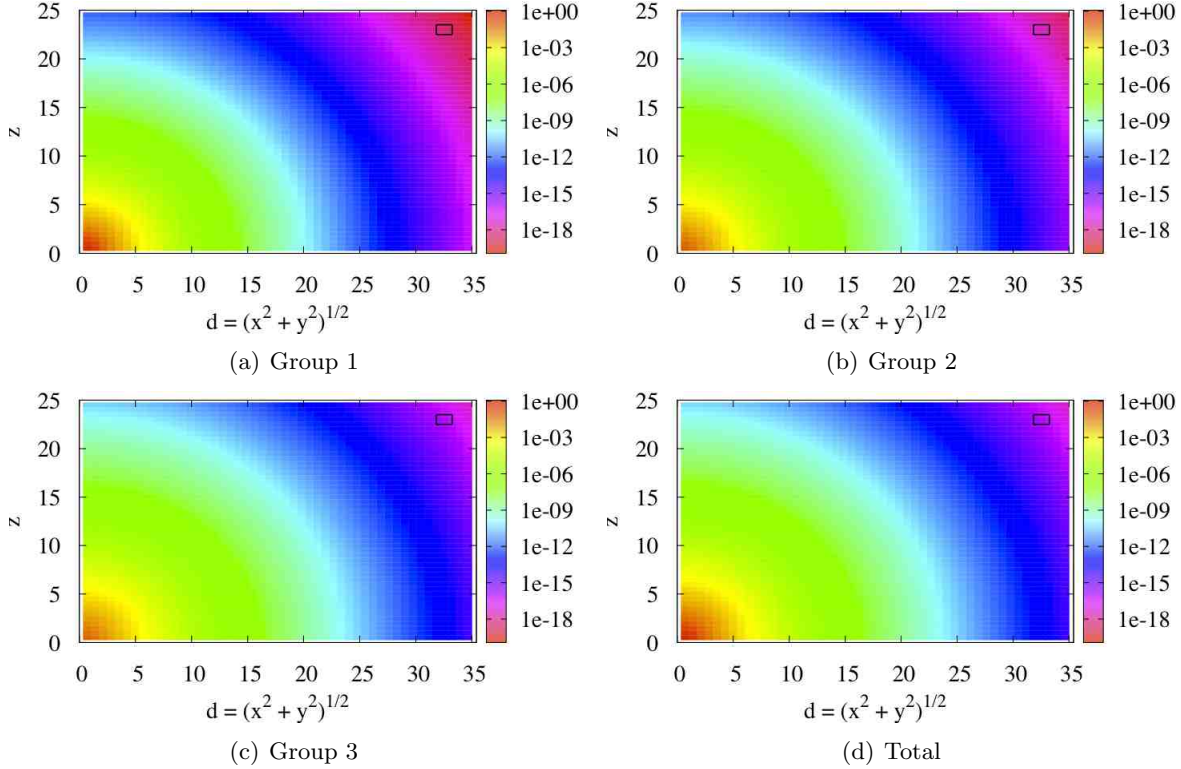 25
20
15
10
5
0
z
0 5 10 15 20 25 30 35
d = (x² + y²)^1/2
1e+00
1e-03
1e-06
1e-09
1e-12
1e-15
1e-18
(a) Group 1
25
20
15
10
5
0
z
0 5 10 15 20 25 30 35
d = (x² + y²)^1/2
1e+00
1e-03
1e-06
1e-09
1e-12
1e-15
1e-18
(b) Group 2
25
20
15
10
5
0
z
0 5 10 15 20 25 30 35
d = (x² + y²)^1/2
1e+00
1e-03
1e-06
1e-09
1e-12
1e-15
1e-18
(c) Group 3
25
20
15
10
5
0
z
0 5 10 15 20 25 30 35
d = (x² + y²)^1/2
1e+00
1e-03
1e-06
1e-09
1e-12
1e-15
1e-18
(d) Total